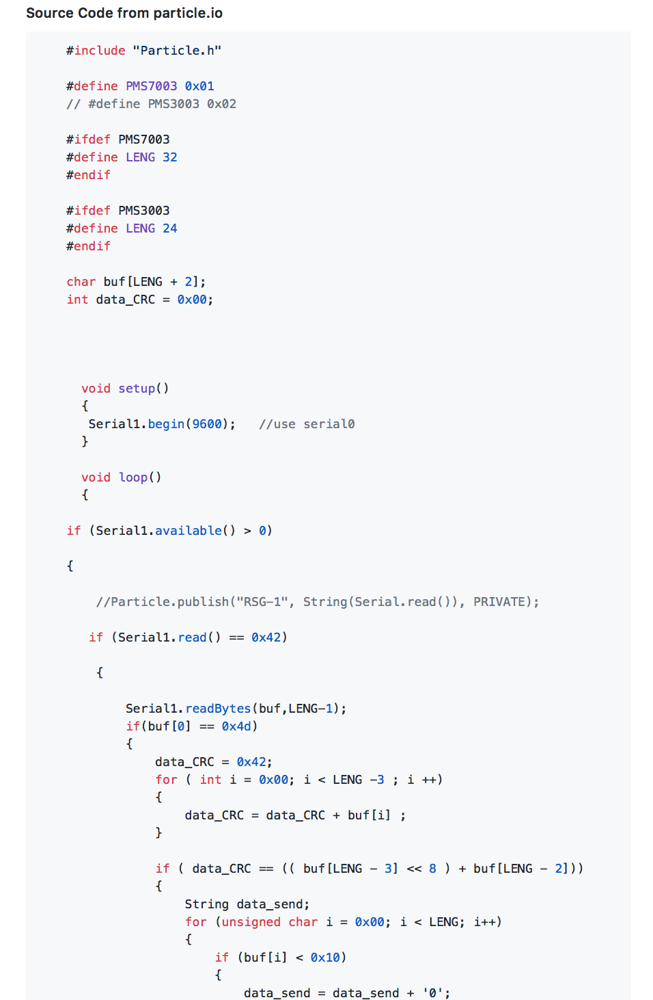 Source Code from particle.io
#include "Particle.h"
#define PMS7003 0x01
// #define PMS3003 0x02
#ifdef PMS7003
#define LENG 32
#endif
#ifdef PMS3003
#define LENG 24
#endif
char buf[LENG + 2];
int data_CRC = 0x00;
void setup()
{
Serial1.begin(9600);   //use serial0
}
void loop()
{
if (Serial1.available() > 0)
{
//Particle.publish("RSG-1", String(Serial.read()), PRIVATE);
if (Serial1.read() == 0x42)
{
Serial1.readBytes(buf,LENG-1);
if(buf[0] == 0x4d)
{
data_CRC = 0x42;
for ( int i = 0x00; i < LENG -3 ; i ++)
{
data_CRC = data_CRC + buf[i] ;
}
if ( data_CRC == (( buf[LENG - 3] << 8 ) + buf[LENG - 2]))
{
String data_send;
for (unsigned char i = 0x00; i < LENG; i++)
{
if (buf[i] < 0x10)
{
data_send = data_send + '0';